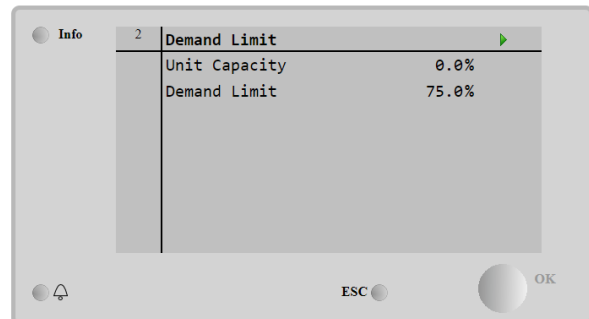 Info
2 Demand Limit
Unit Capacity 0.0%
Demand Limit 75.0%
ESC
OK